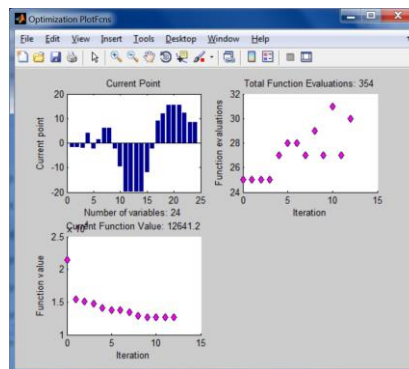 Optimization PlotFcns
File Edit View Insert Tools Desktop Window Help
Current Point
20
10
0
-10
-20
Current point
0 5 10 15 20 25
Number of variables: 24
Total Function Evaluations: 354
32
30
28
26
24
Function evaluations
0 5 10 15
Iteration
Current Function Value: 12641.2
2.5
2
1.5
1
Function value
0 5 10 15
Iteration